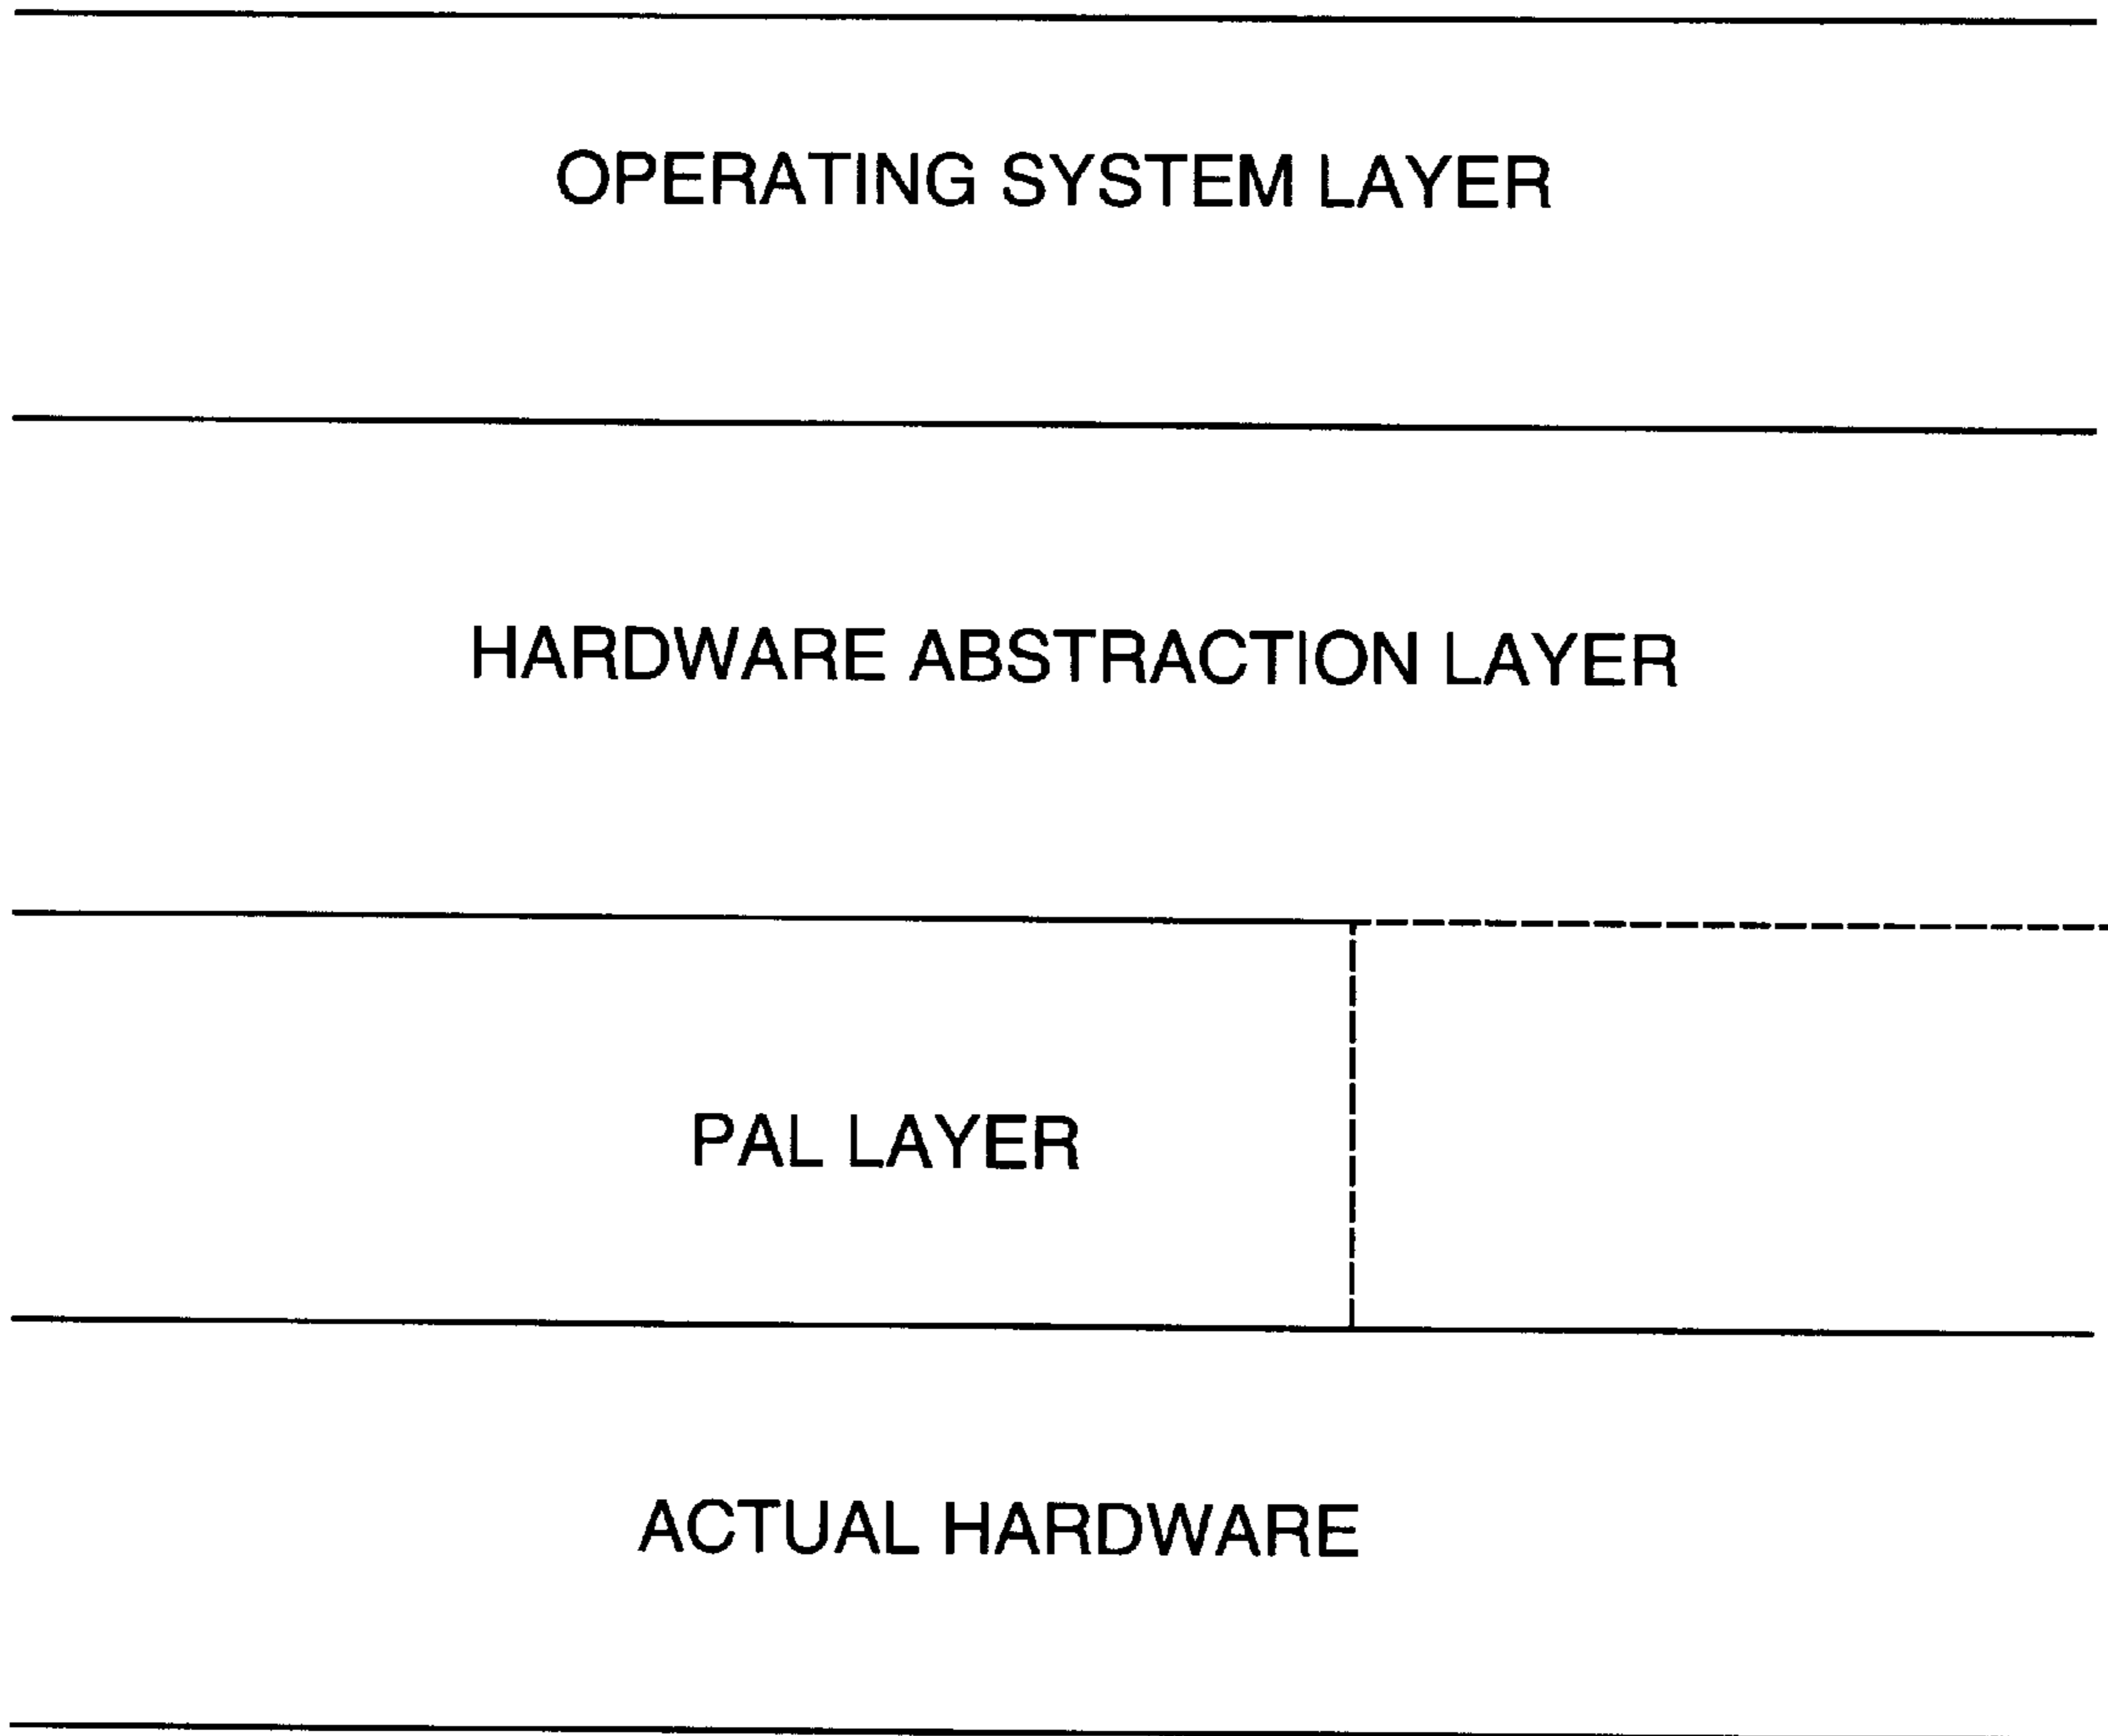 OPERATING SYSTEM LAYER
HARDWARE ABSTRACTION LAYER
PAL LAYER
ACTUAL HARDWARE